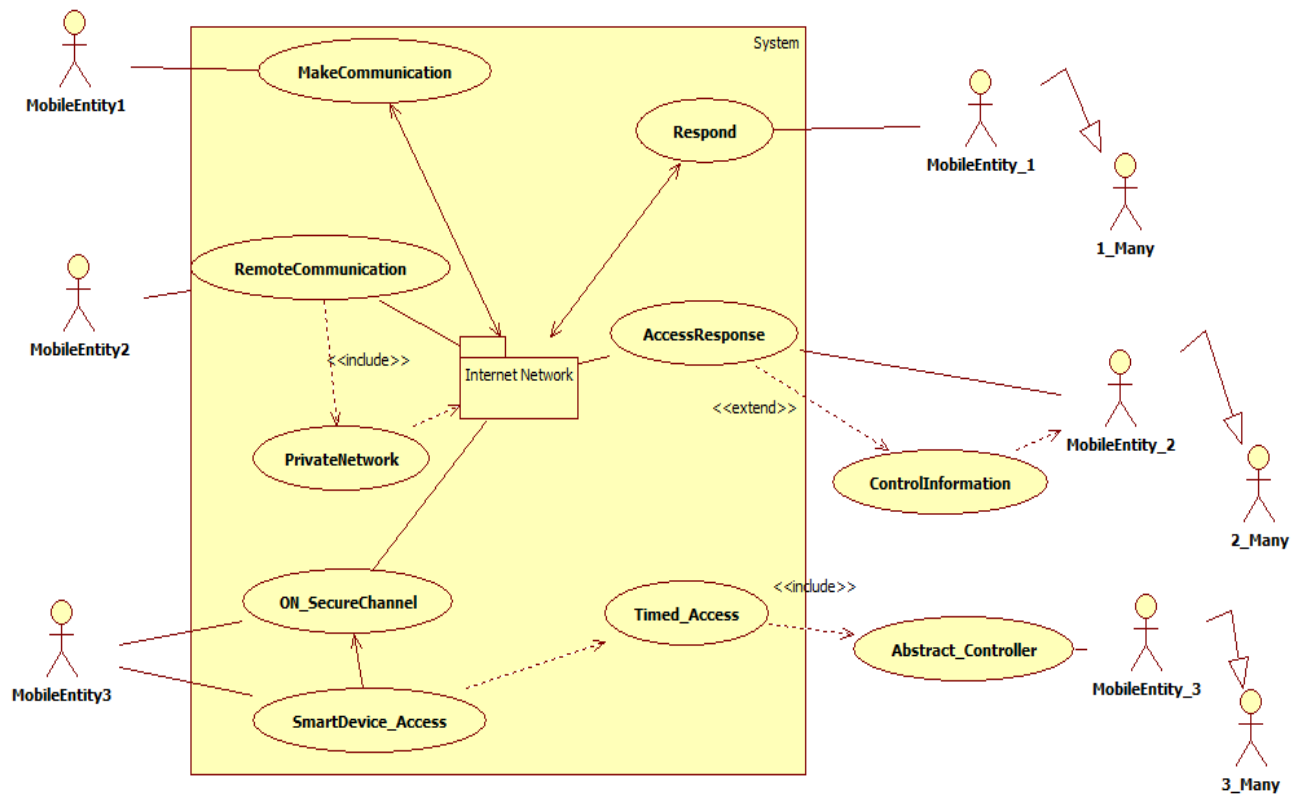 System
MakeCommunication
MobileEntity1
Respond
MobileEntity_1
1_Many
RemoteCommunication
MobileEntity2
<<include>>
Internet Network
AccessResponse
<<extend>>
MobileEntity_2
PrivateNetwork
ControlInformation
2_Many
ON_SecureChannel
Timed_Access
<<include>>
Abstract_Controller
MobileEntity3
MobileEntity_3
SmartDevice_Access
3_Many